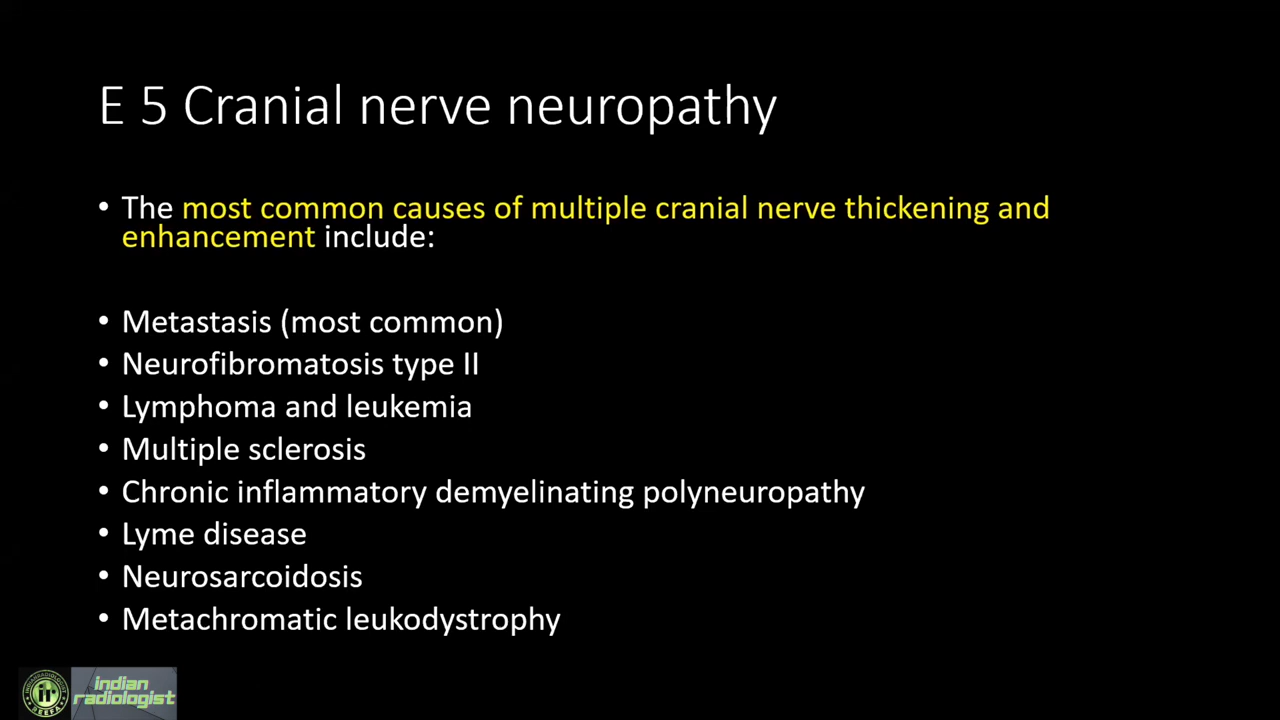 E 5 Cranial nerve neuropathy
• The most common causes of multiple cranial nerve thickening and
enhancement include:
• Metastasis (most common)
• Neurofibromatosis type II
• Lymphoma and leukemia
• Multiple sclerosis
• Chronic inflammatory demyelinating polyneuropathy
• Lyme disease
• Neurosarcoidosis
• Metachromatic leukodystrophy
ir
indian
radiologist